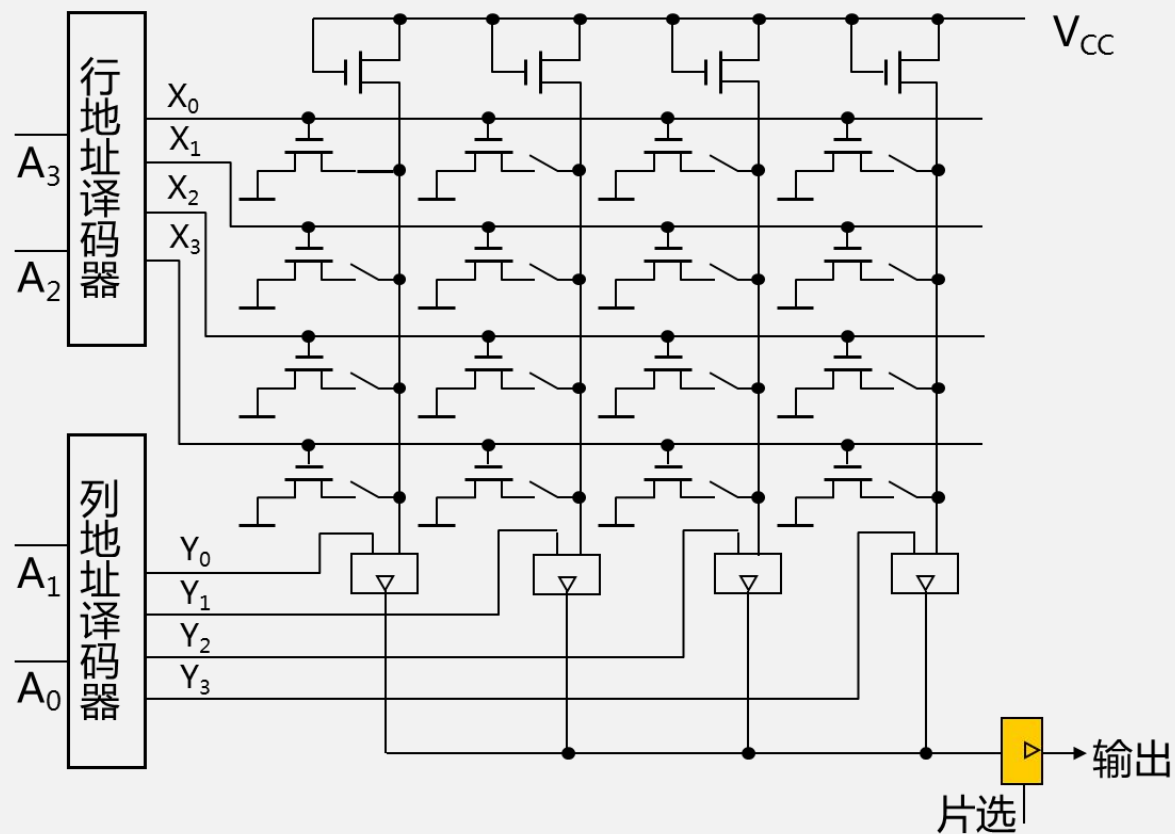 行地址译码器
A₃
A₂
X₀
X₁
X₂
X₃
V_CC
列地址译码器
A₁
A₀
Y₀
Y₁
Y₂
Y₃
输出
片选